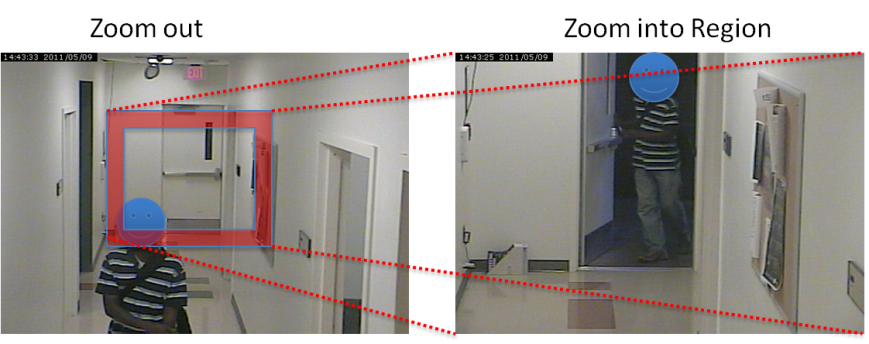 Zoom out
Zoom into Region
14:43:33 2011/05/09
14:43:25 2011/05/09
EXIT